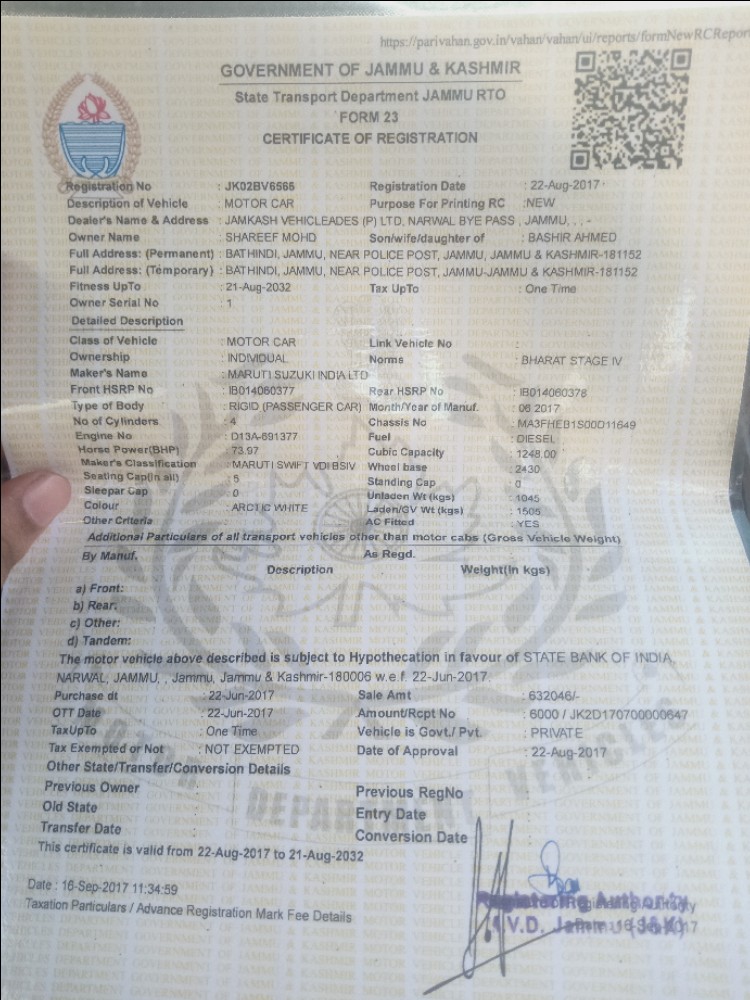 https://parivahan.gov.in/vahan/vahan/ui/reports/formNewRCReport
GOVERNMENT OF JAMMU & KASHMIR
State Transport Department JAMMU RTO
FORM 23
CERTIFICATE OF REGISTRATION
Registration No : JK02BV6566 Registration Date : 22-Aug-2017
Description of Vehicle : MOTOR CAR Purpose For Printing RC :NEW
Dealer's Name & Address : JAMKASH VEHICLEADES (P) LTD, NARWAL BYE PASS , JAMMU, , , -
Owner Name : SHAREEF MOHD Son/wife/daughter of : BASHIR AHMED
Full Address: (Permanent) : BATHINDI, JAMMU, NEAR POLICE POST, JAMMU, JAMMU & KASHMIR-181152
Full Address: (Temporary) : BATHINDI, JAMMU, NEAR POLICE POST, JAMMU-JAMMU & KASHMIR-181152
Fitness UpTo : 21-Aug-2032 Tax UpTo : One Time
Owner Serial No : 1
Detailed Description
Class of Vehicle : MOTOR CAR Link Vehicle No :
Ownership : INDIVIDUAL Norms : BHARAT STAGE IV
Maker's Name : MARUTI SUZUKI INDIA LTD
Front HSRP No : IB014060377 Rear HSRP No : IB014060378
Type of Body : RIGID (PASSENGER CAR) Month/Year of Manuf. : 06 2017
No of Cylinders : 4 Chassis No : MA3FHEB1S00D11649
Engine No : D13A-691377 Fuel : DIESEL
Horse Power(BHP) : 73.97 Cubic Capacity : 1248.00
Maker's Classification : MARUTI SWIFT VDI BSIV Wheel base : 2430
Seating Cap(in all) : 5 Standing Cap : 0
Sleepar Cap : 0 Unladen Wt (kgs) : 1045
Colour : ARCTIC WHITE Laden/GV Wt (kgs) : 1505
Other Criteria : AC Fitted : YES
Additional Particulars of all transport vehicles other than motor cabs (Gross Vehicle Weight)
By Manuf. As Regd.
Description Weight(in kgs)
a) Front:
b) Rear:
c) Other:
d) Tandem:
The motor vehicle above described is subject to Hypothecation in favour of STATE BANK OF INDIA,
NARWAL, JAMMU, , Jammu, Jammu & Kashmir-180006 w.e.f. 22-Jun-2017.
Purchase dt : 22-Jun-2017 Sale Amt : 632046/-
OTT Date : 22-Jun-2017 Amount/Rcpt No : 6000 / JK2D170700000647
TaxUpTo : One Time Vehicle is Govt./ Pvt. : PRIVATE
Tax Exempted or Not : NOT EXEMPTED Date of Approval : 22-Aug-2017
Other State/Transfer/Conversion Details
Previous Owner Previous RegNo
Old State Entry Date
Transfer Date Conversion Date
MOTOR VEHICLES DEPARTMENT
This certificate is valid from 22-Aug-2017 to 21-Aug-2032
Date : 16-Sep-2017 11:34:59
Taxation Particulars / Advance Registration Mark Fee Details
Registering Authority
M.V.D. Jammu (J&K)